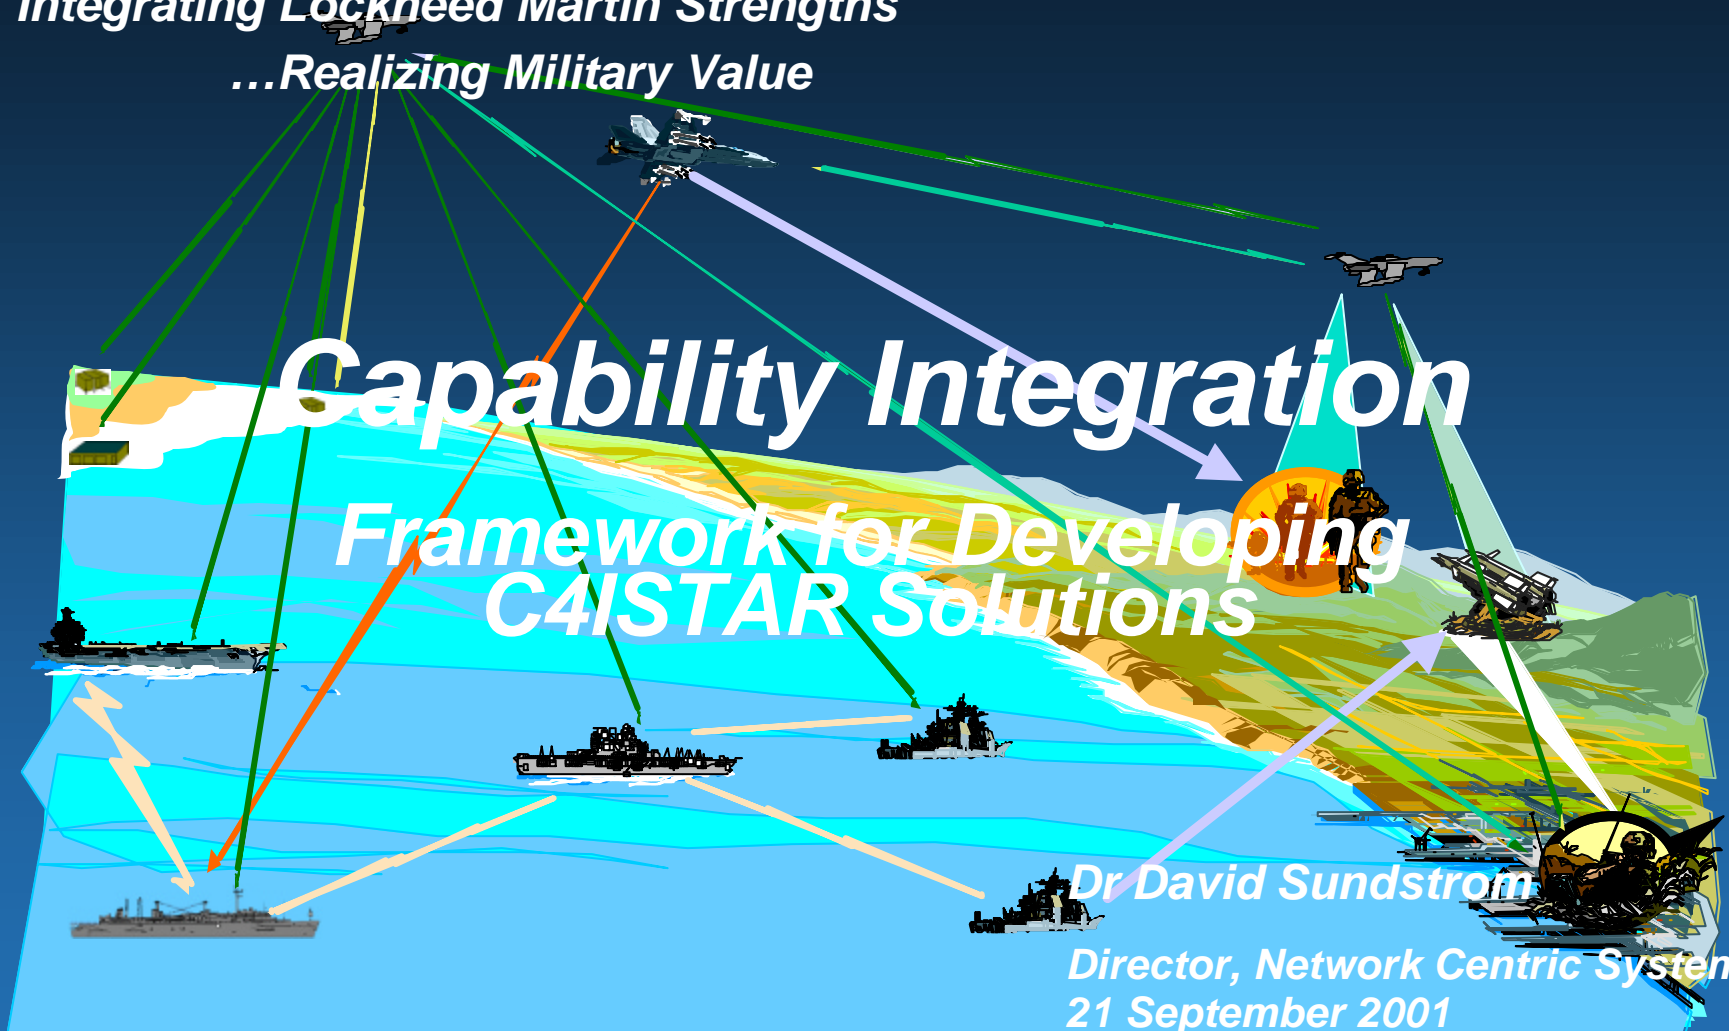 Integrating Lockheed Martin Strengths
…Realizing Military Value
Capability Integration
Framework for Developing
C4ISTAR Solutions
Dr David Sundstrom
Director, Network Centric System
21 September 2001